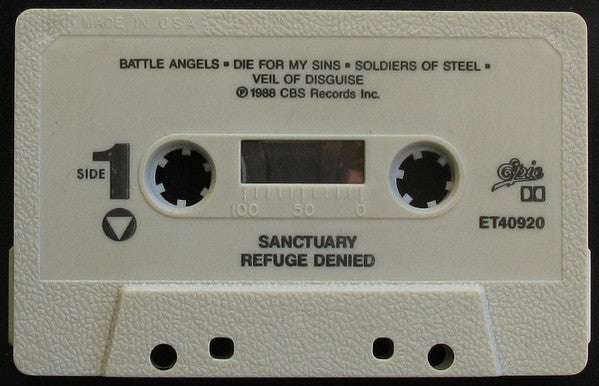 MADE IN U.S.A.
BATTLE ANGELS ▪ DIE FOR MY SINS ▪ SOLDIERS OF STEEL ▪
VEIL OF DISGUISE
℗1988 CBS Records Inc.
SIDE 1
Epic
100 50 0
ET40920
SANCTUARY
REFUGE DENIED